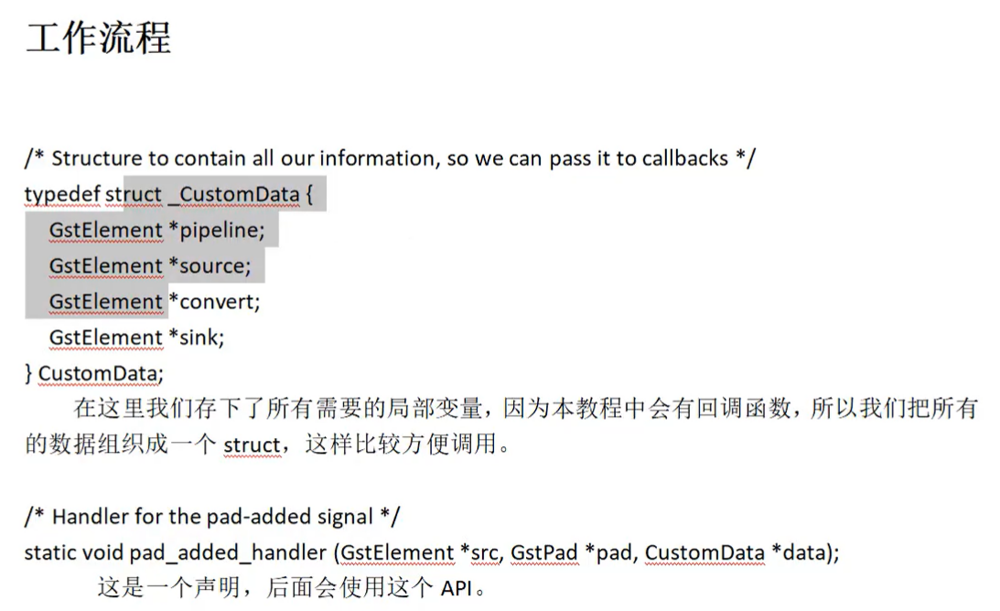 工作流程
/* Structure to contain all our information, so we can pass it to callbacks */
typedef struct _CustomData {
GstElement *pipeline;
GstElement *source;
GstElement *convert;
GstElement *sink;
} CustomData;
在这里我们存下了所有需要的局部变量，因为本教程中会有回调函数，所以我们把所有
的数据组织成一个 struct，这样比较方便调用。
/* Handler for the pad-added signal */
static void pad_added_handler (GstElement *src, GstPad *pad, CustomData *data);
这是一个声明，后面会使用这个 API。